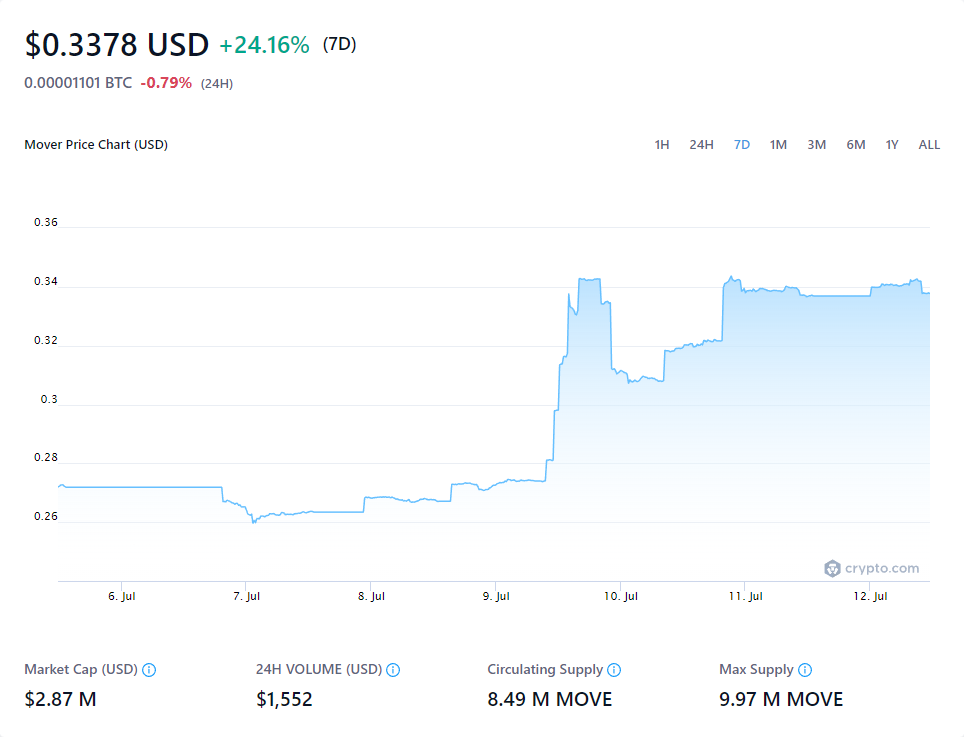 $0.3378 USD +24.16% (7D)
0.00001101 BTC -0.79% (24H)
Mover Price Chart (USD) 1H 24H 7D 1M 3M 6M 1Y ALL
0.36
0.34
0.32
0.3
0.28
0.26
crypto.com
6. Jul 7. Jul 8. Jul 9. Jul 10. Jul 11. Jul 12. Jul
Market Cap (USD) 24H VOLUME (USD) Circulating Supply Max Supply
$2.87 M $1,552 8.49 M MOVE 9.97 M MOVE